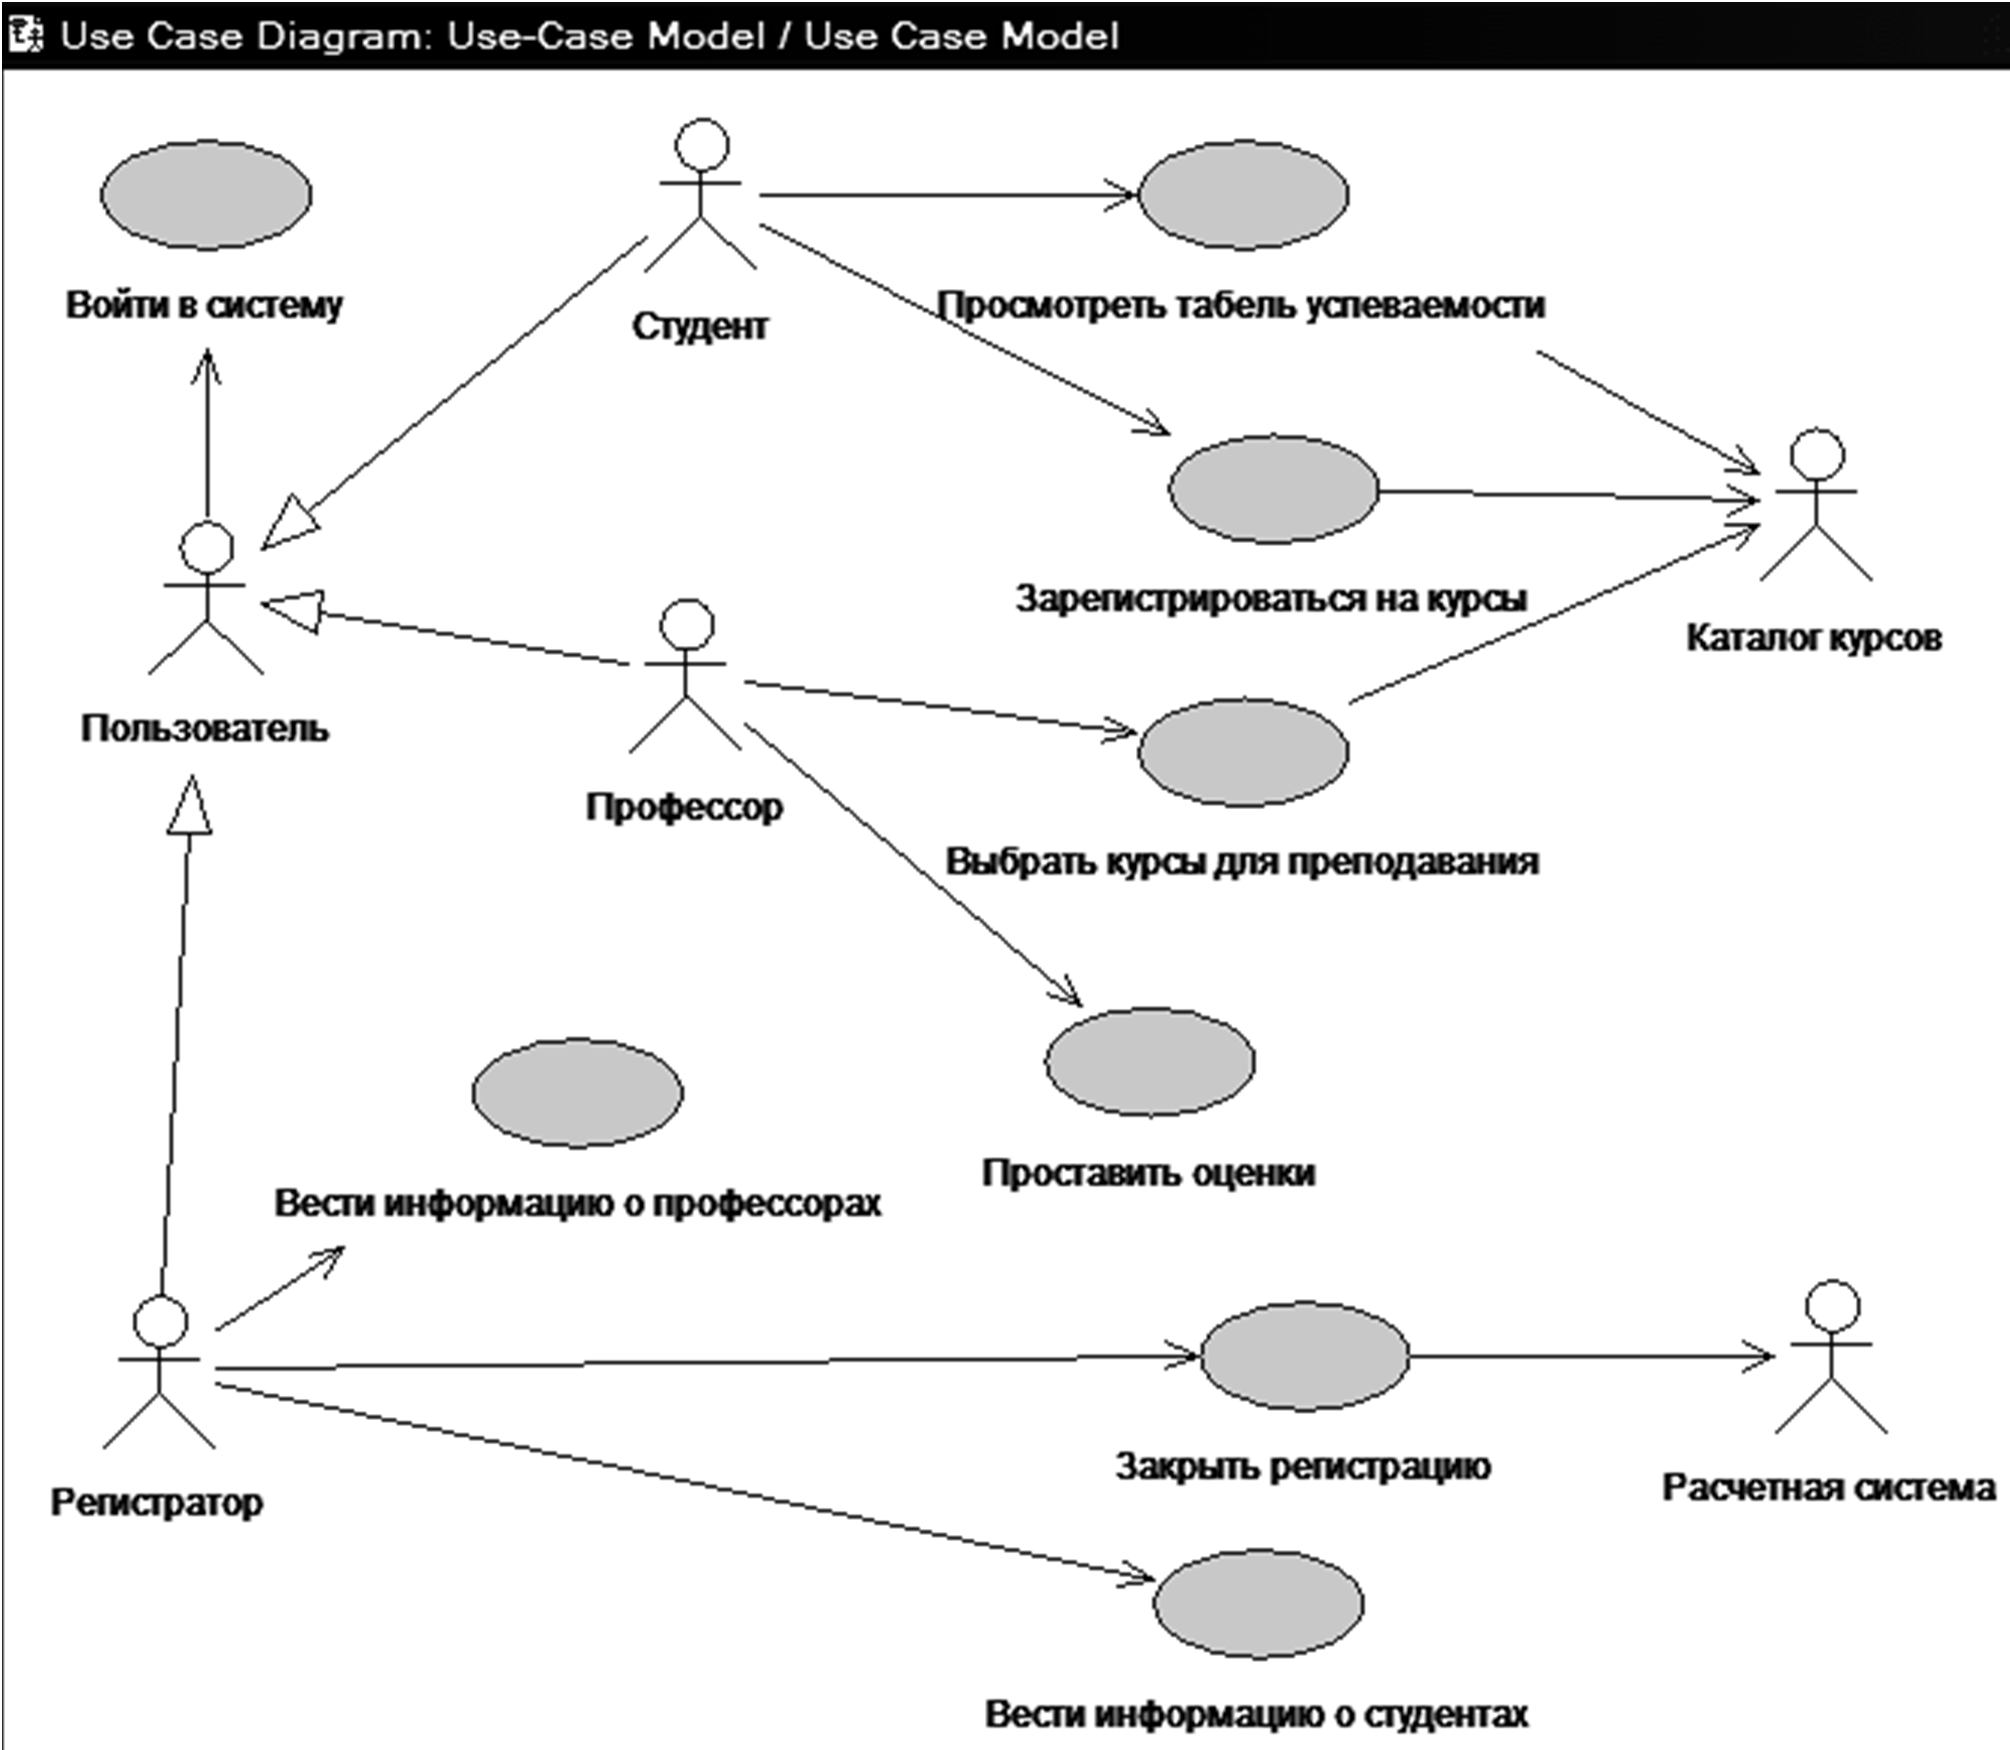 Use Case Diagram: Use-Case Model / Use Case Model
Войти в систему
Студент
Просмотреть табель успеваемости
Зарегистрироваться на курсы
Каталог курсов
Пользователь
Профессор
Выбрать курсы для преподавания
Проставить оценки
Вести информацию о профессорах
Закрыть регистрацию
Расчетная система
Регистратор
Вести информацию о студентах